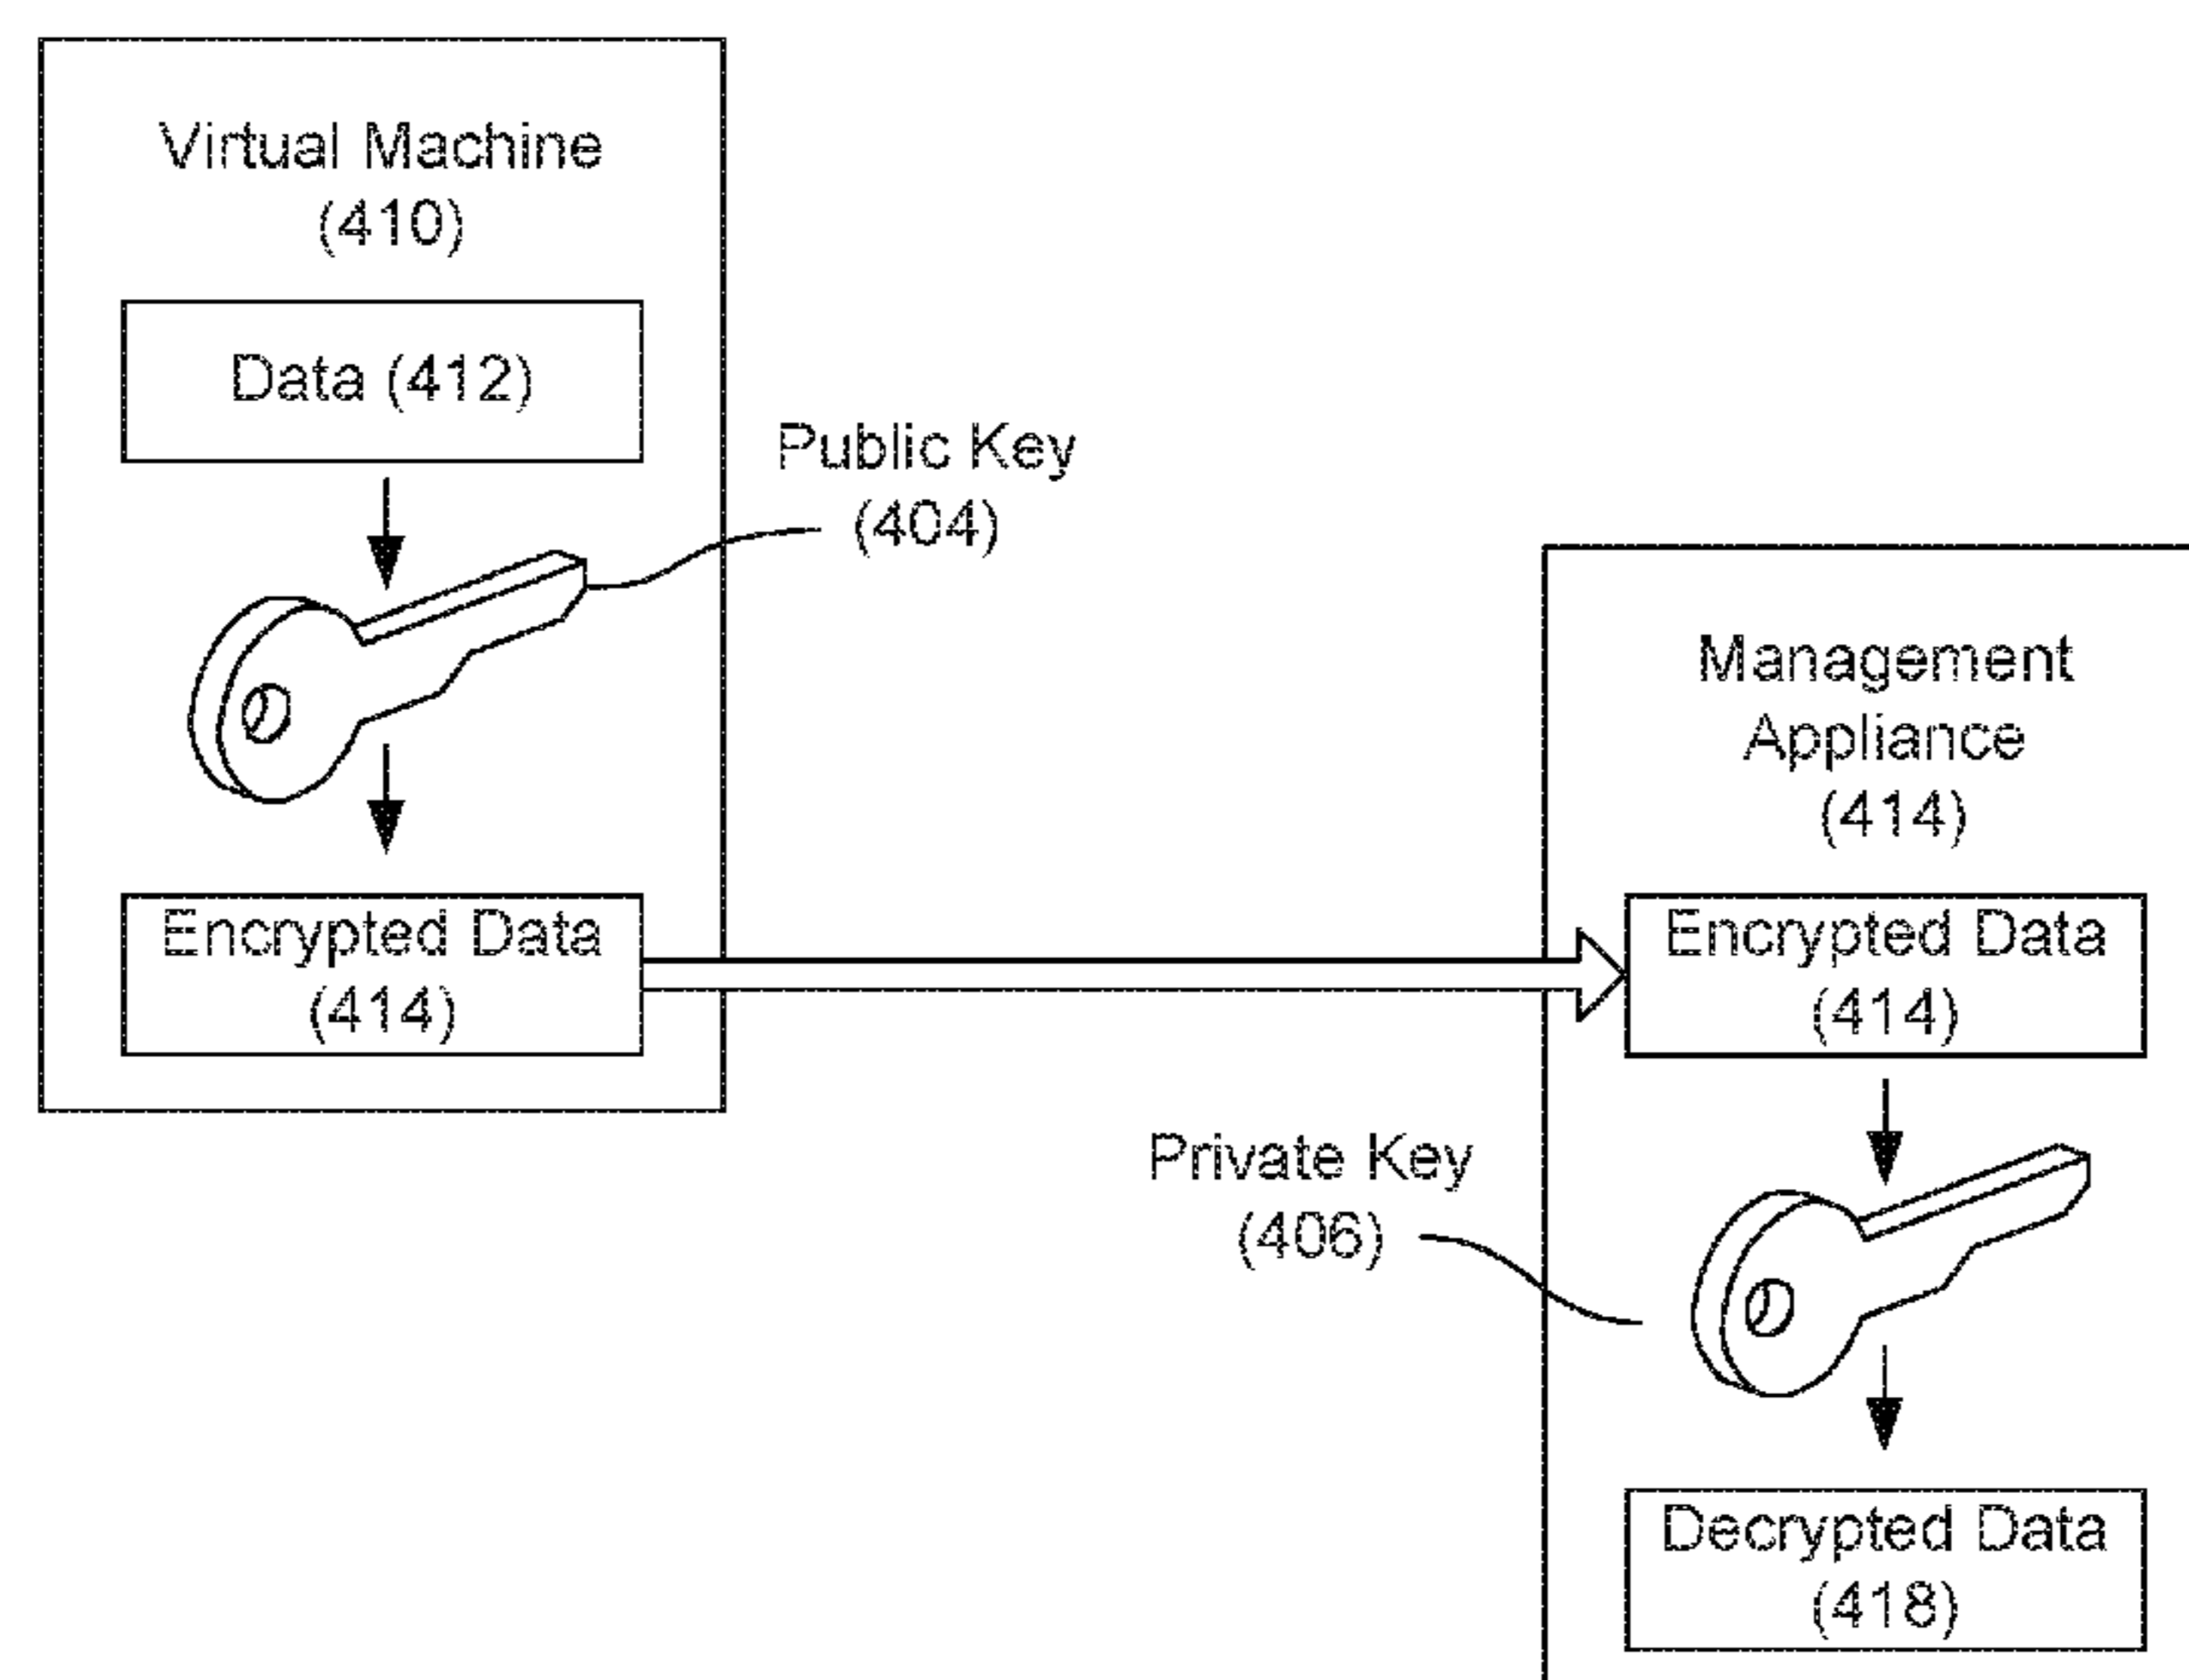 Virtual Machine
(410)
Data (412)
Public Key
(404)
Encrypted Data
(414)
Management
Appliance
(414)
Encrypted Data
(414)
Private Key
(406)
Decrypted Data
(418)